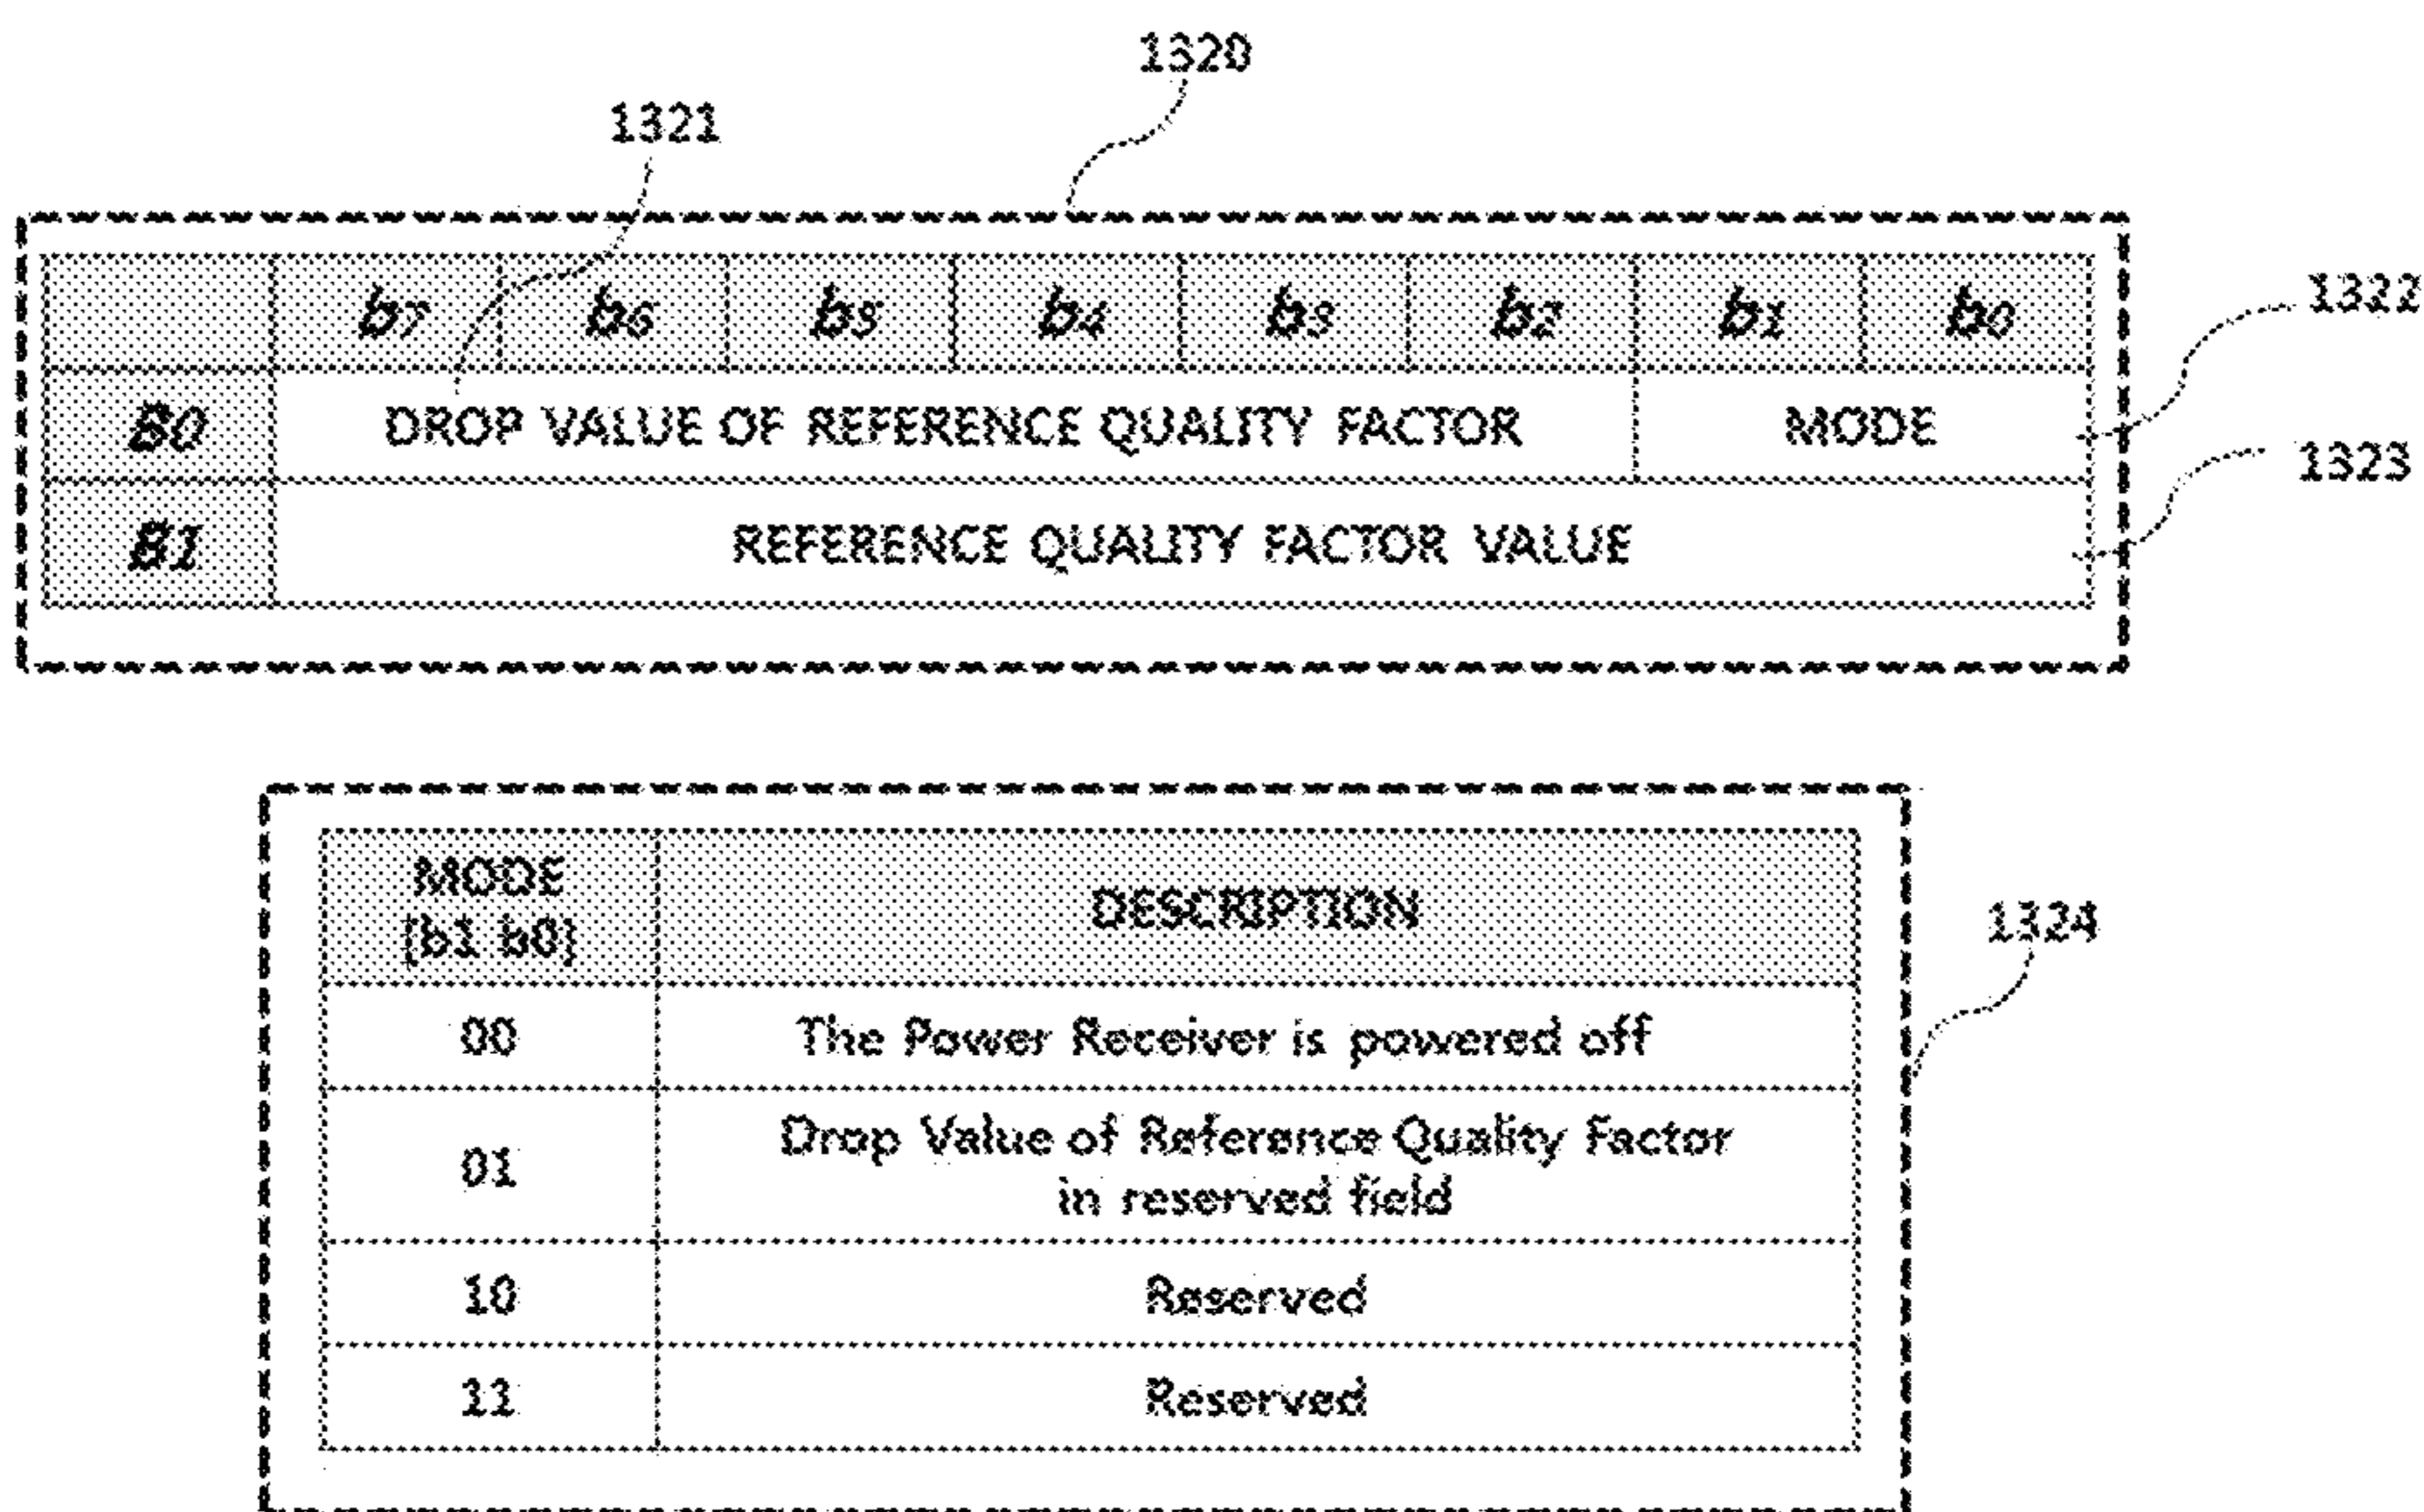 1320
1321
b7 b6 b5 b4 b3 b2 b1 b0
1322
B0 DROP VALUE OF REFERENCE QUALITY FACTOR MODE
1323
B1 REFERENCE QUALITY FACTOR VALUE
MODE
[b1 b0]
DESCRIPTION
1324
00 The Power Receiver is powered off
01 Drop Value of Reference Quality Factor
in reserved field
10 Reserved
11 Reserved